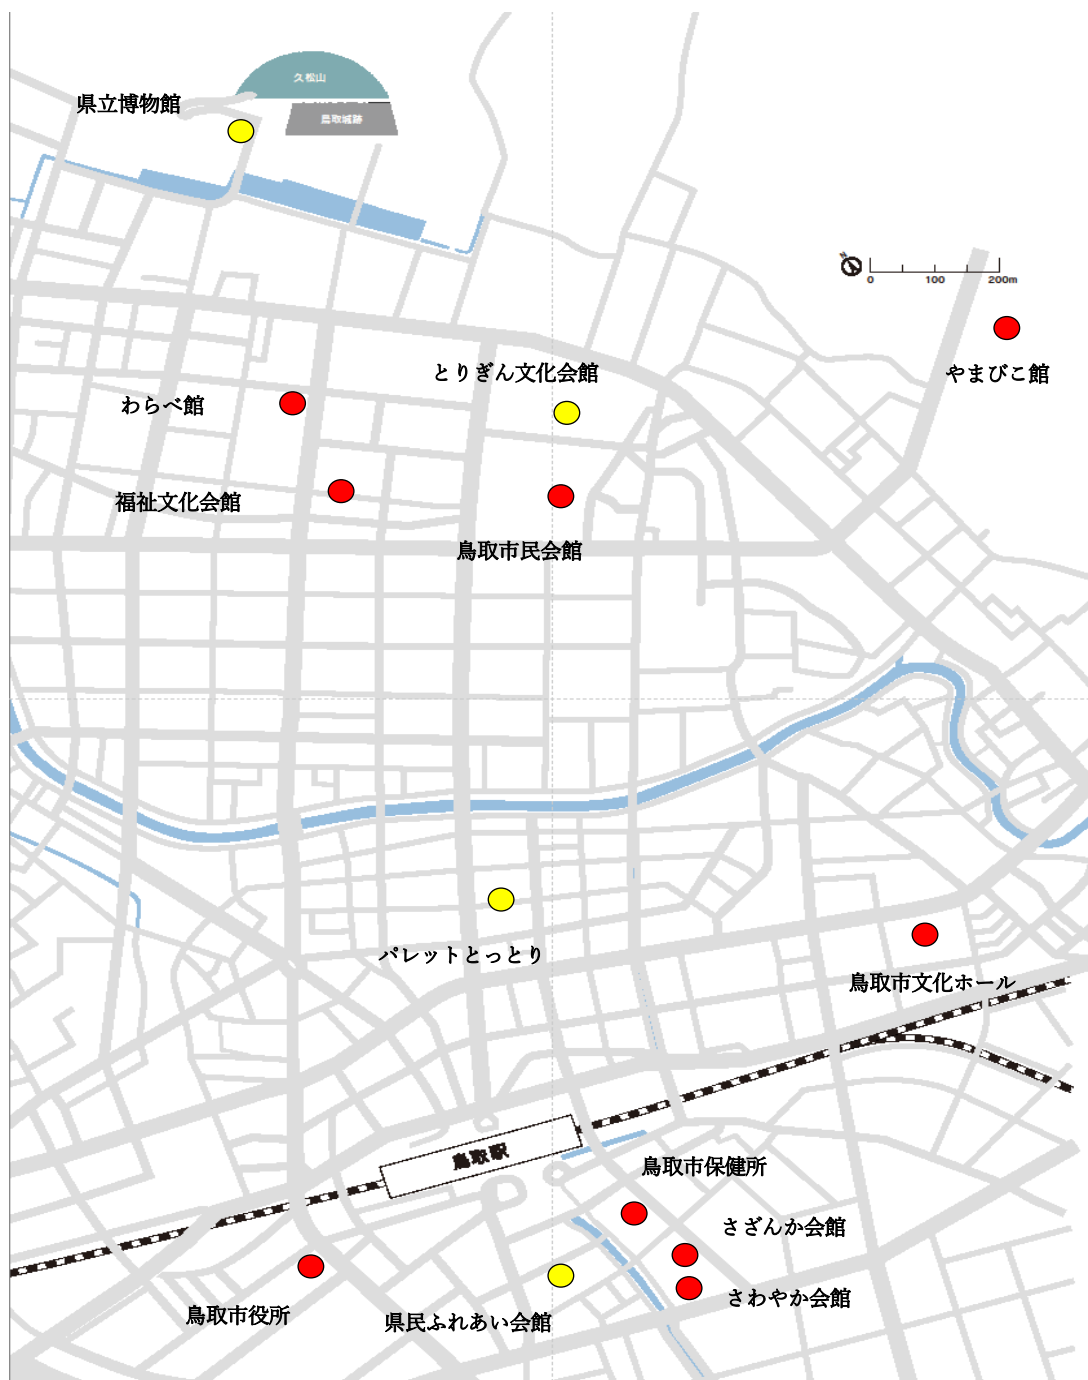 久松山
県立博物館
鳥取城跡
0 100 200m
とりぎん文化会館
やまびこ館
わらべ館
福祉文化会館
鳥取市民会館
パレットとっとり
鳥取市文化ホール
鳥取駅
鳥取市保健所
さざんか会館
さわやか会館
鳥取市役所
県民ふれあい会館